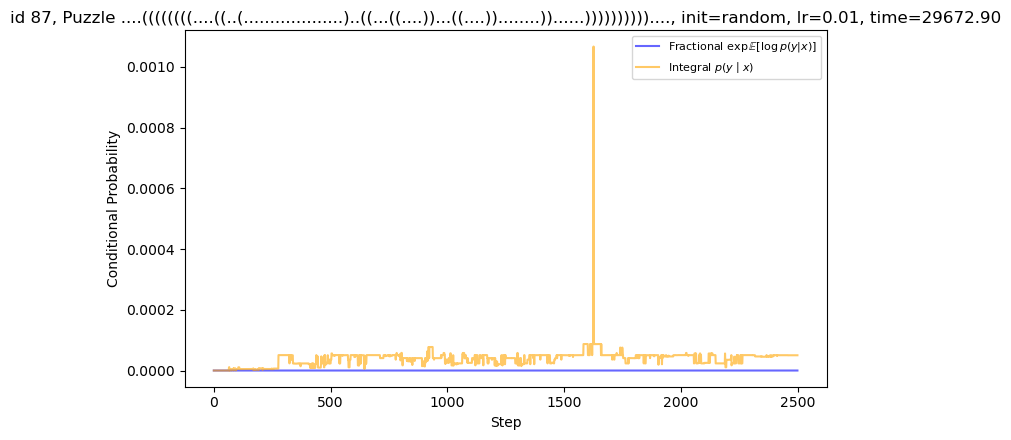 id 87, Puzzle ....((((((((....((..(...................)..((...((....))...((....))........))......))))))))))...., init=random, lr=0.01, time=29672.90
Fractional exp𝔼[log p(y|x)]
Integral p(y | x)
Conditional Probability
0.0010
0.0008
0.0006
0.0004
0.0002
0.0000
0
500
1000
1500
2000
2500
Step